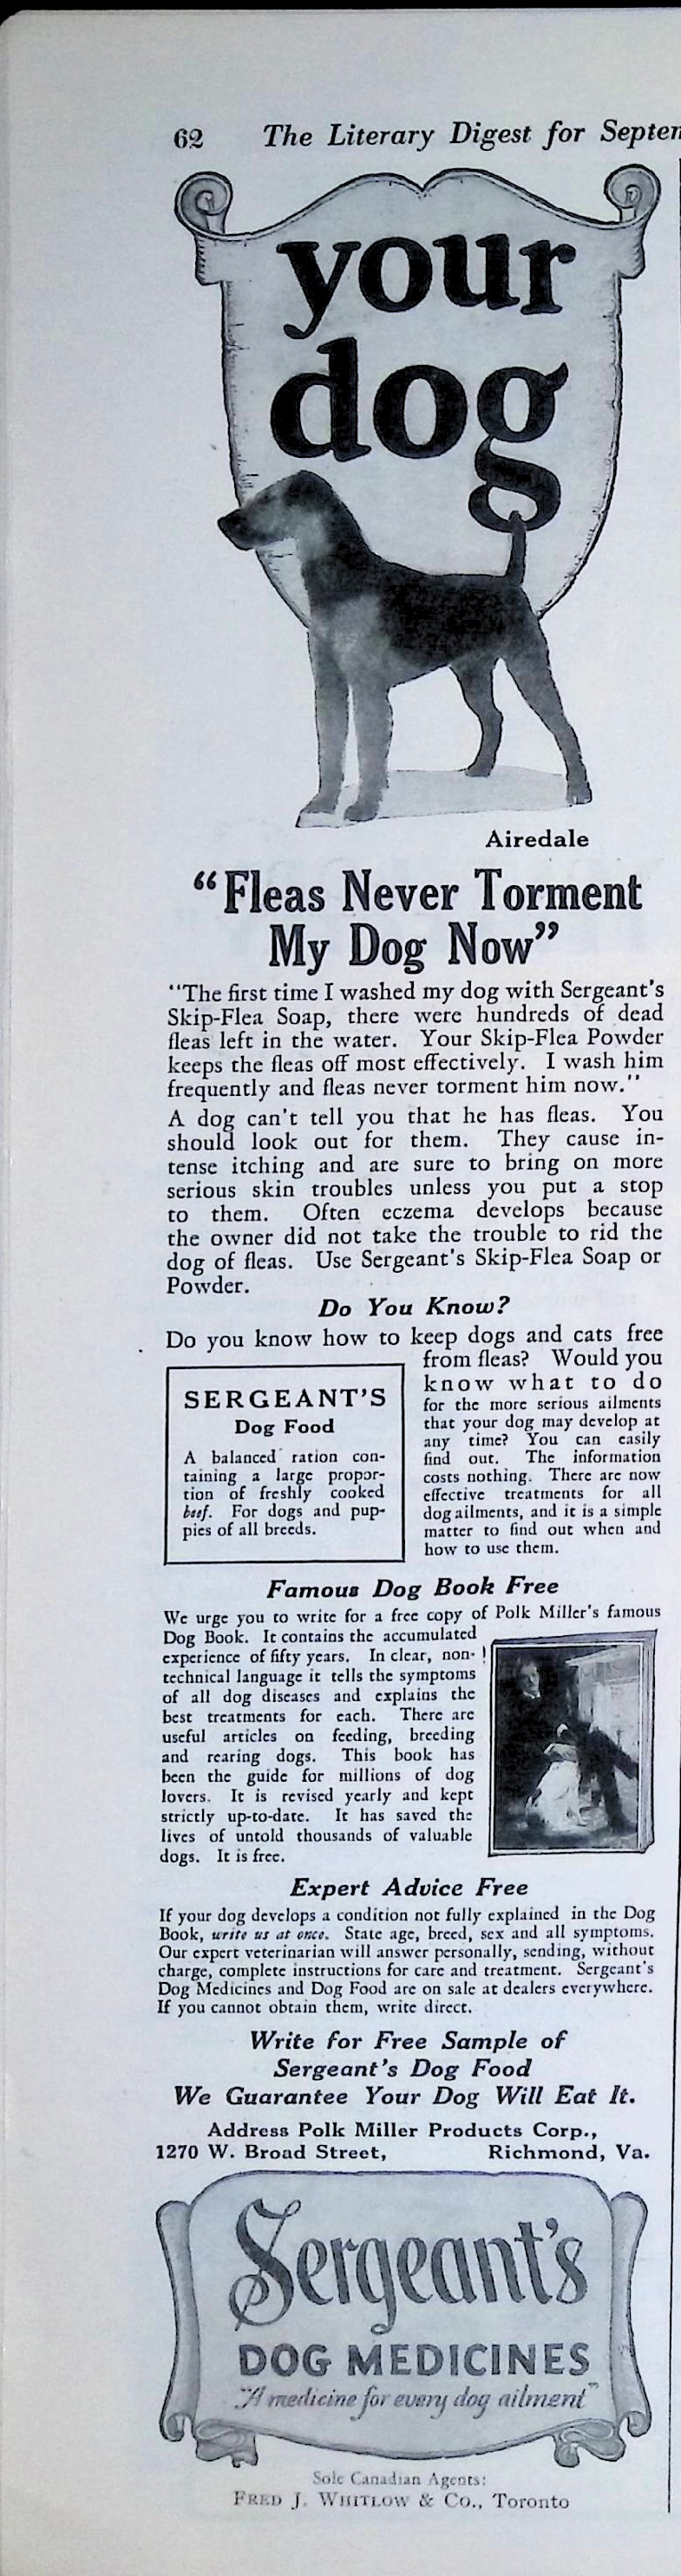 62 The Literary Digest for
your
dog
Airedale
“Fleas Never Torment
My Dog Now”
“The first time I washed my dog with Sergeant's
Skip-Flea Soap, there were hundreds of dead
fleas left in the water. Your Skip-Flea Powder
keeps the fleas off most effectively. I wash him
frequently and fleas never torment him now.”
A dog can't tell you that he has fleas. You
should look out for them. They cause in-
tense itching and are sure to bring on more
serious skin troubles unless you put a stop
to them. Often eczema develops because
the owner did not take the trouble to rid the
dog of fleas. Use Sergeant's Skip-Flea Soap or
Powder.
Do You Know?
Do you know how to keep dogs and cats free
from fleas? Would you
know what to do
for the more serious ailments
that your dog may develop at
any time? You can easily
find out. The information
costs nothing. There are now
effective treatments for all
dog ailments, and it is a simple
matter to find out when and
how to use them.
SERGEANT'S
Dog Food
A balanced ration con-
taining a large propor-
tion of freshly cooked
beef. For dogs and pup-
pies of all breeds.
Famous Dog Book Free
We urge you to write for a free copy of Polk Miller's famous
Dog Book. It contains the accumulated
experience of fifty years. In clear, non-
technical language it tells the symptoms
of all dog diseases and explains the
best treatments for each. There are
useful articles on feeding, breeding
and rearing dogs. This book has
been the guide for millions of dog
lovers. It is revised yearly and kept
strictly up-to-date. It has saved the
lives of untold thousands of valuable
dogs. It is free.
Expert Advice Free
If your dog develops a condition not fully explained in the Dog
Book, write us at once. State age, breed, sex and all symptoms.
Our expert veterinarian will answer personally, sending, without
charge, complete instructions for care and treatment. Sergeant's
Dog Medicines and Dog Food are on sale at dealers everywhere.
If you cannot obtain them, write direct.
Write for Free Sample of
Sergeant's Dog Food
We Guarantee Your Dog Will Eat It.
Address Polk Miller Products Corp.,
1270 W. Broad Street, Richmond, Va.
Sergeant's
DOG MEDICINES
“A medicine for every dog ailment”
Sole Canadian Agents:
FRED J. WHITLOW & CO., Toronto